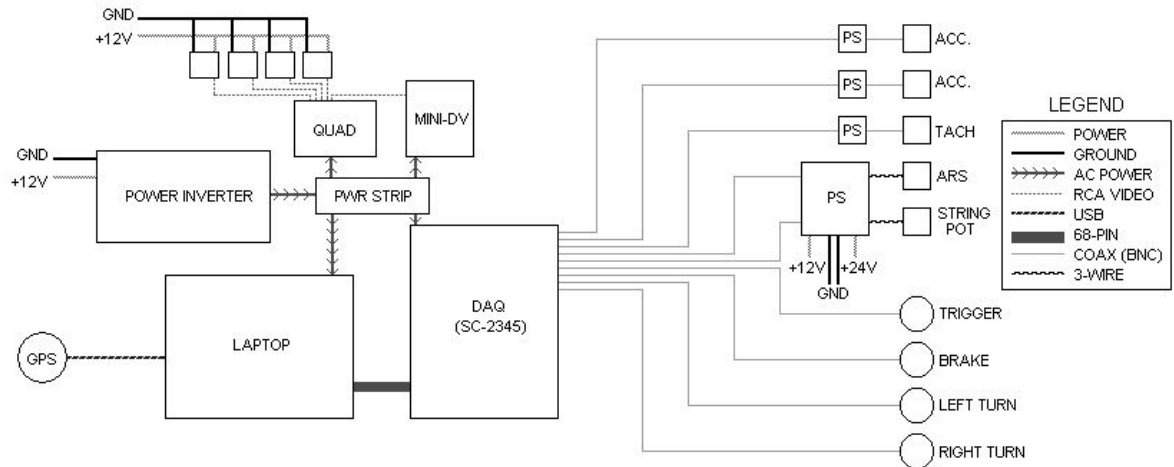 GND
+12V
QUAD
MINI-DV
GND
+12V
POWER INVERTER
PWR STRIP
LAPTOP
GPS
DAQ
(SC-2345)
PS
ACC.
PS
ACC.
PS
TACH
PS
ARS
STRING
POT
+12V
+24V
GND
TRIGGER
BRAKE
LEFT TURN
RIGHT TURN
LEGEND
POWER
GROUND
AC POWER
RCA VIDEO
USB
68-PIN
COAX (BNC)
3-WIRE